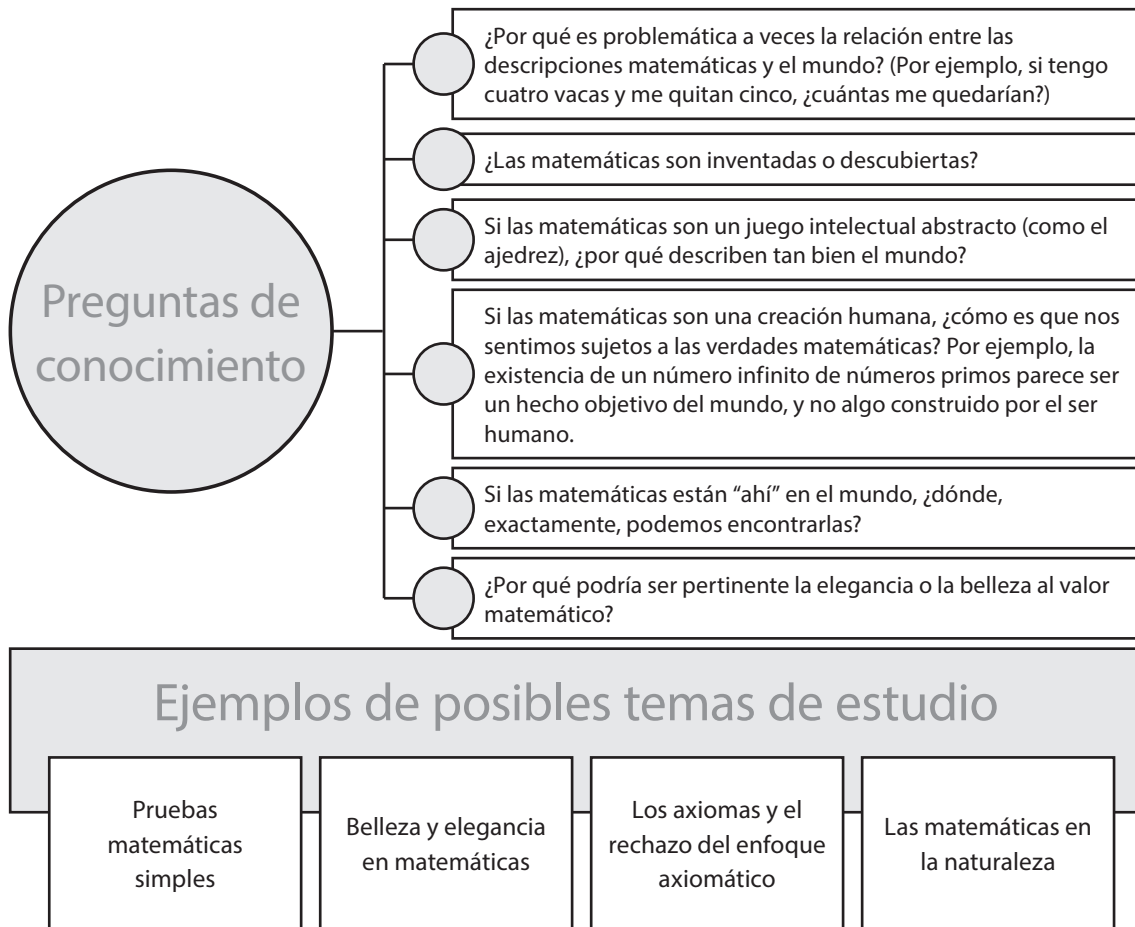 ¿Por qué es problemática a veces la relación entre las
descripciones matemáticas y el mundo? (Por ejemplo, si tengo
cuatro vacas y me quitan cinco, ¿cuántas me quedarían?)
¿Las matemáticas son inventadas o descubiertas?
Si las matemáticas son un juego intelectual abstracto (como el
ajedrez), ¿por qué describen tan bien el mundo?
Preguntas de
conocimiento
Si las matemáticas son una creación humana, ¿cómo es que nos
sentimos sujetos a las verdades matemáticas? Por ejemplo, la
existencia de un número infinito de números primos parece ser
un hecho objetivo del mundo, y no algo construido por el ser
humano.
Si las matemáticas están “ahí” en el mundo, ¿dónde,
exactamente, podemos encontrarlas?
¿Por qué podría ser pertinente la elegancia o la belleza al valor
matemático?
Ejemplos de posibles temas de estudio
Pruebas
matemáticas
simples
Belleza y elegancia
en matemáticas
Los axiomas y el
rechazo del enfoque
axiomático
Las matemáticas en
la naturaleza